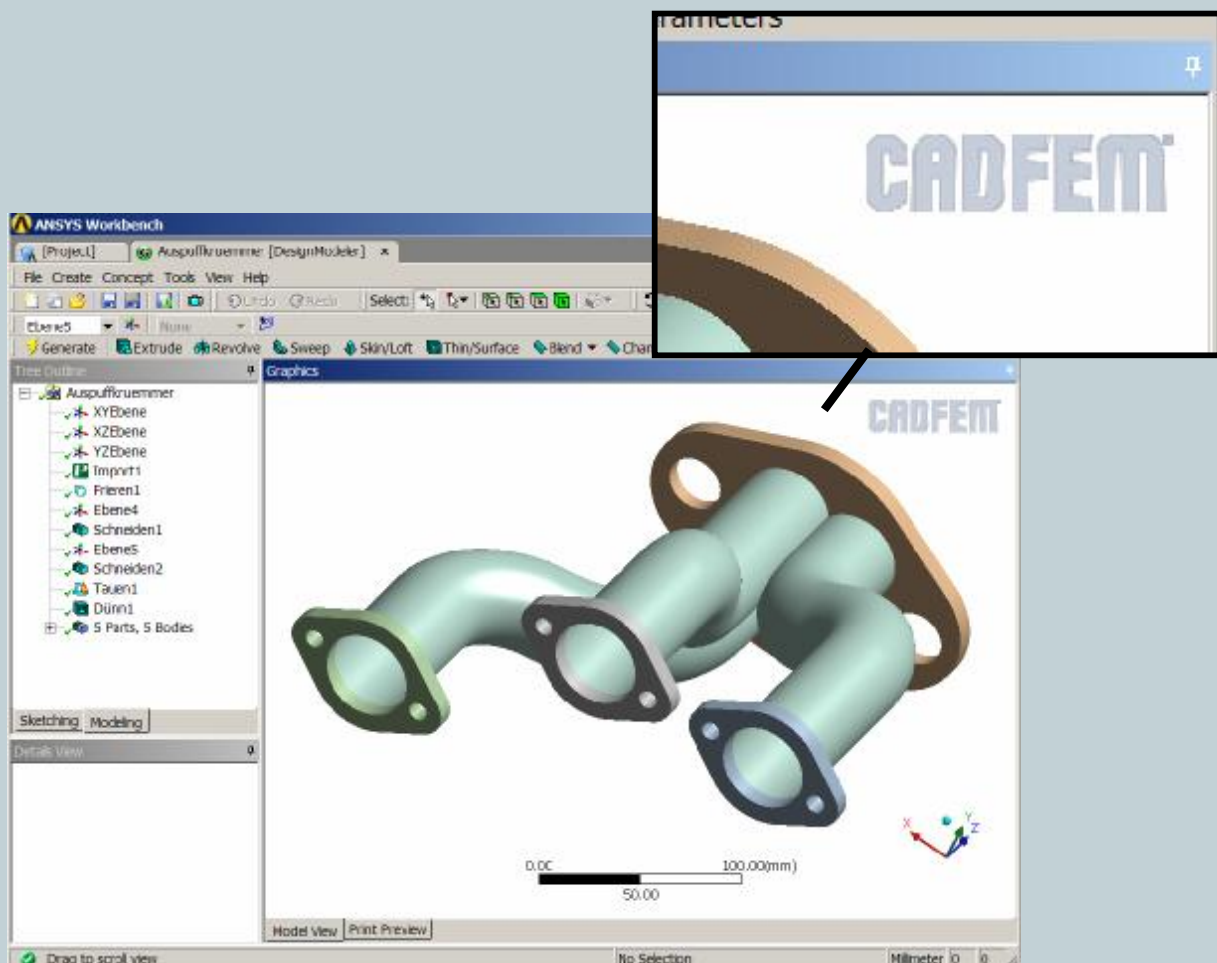 rameters
CADFEM
ANSYS Workbench
[Project] Auspuffkruemmer [DesignModeler] ×
File Create Concept Tools View Help
Undo Redo Select:
Ebene5 None
Generate Extrude Revolve Sweep Skin/Loft Thin/Surface Blend Cham
Tree Outline
Graphics
Auspuffkruemmer
XYEbene
XZEbene
YZEbene
Import1
Frieren1
Ebene4
Schneiden1
Ebene5
Schneiden2
Tauen1
Dünn1
5 Parts, 5 Bodies
Sketching Modeling
Details View
CADFEM
X Y Z
0.00 100.00(mm)
50.00
Model View Print Preview
Drag to scroll view No Selection Millimeter 0 0